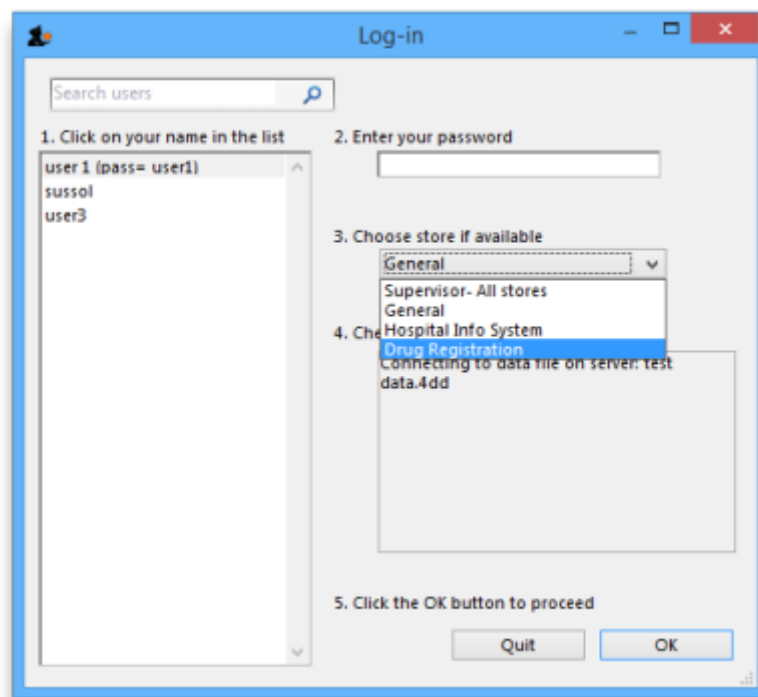 Log-in
Search users
1. Click on your name in the list
user 1 (pass= user1)
sussol
user3
2. Enter your password
3. Choose store if available
General
Supervisor- All stores
General
Hospital Info System
Drug Registration
4. Che
Connecting to data file on server: test
data.4dd
5. Click the OK button to proceed
Quit
OK